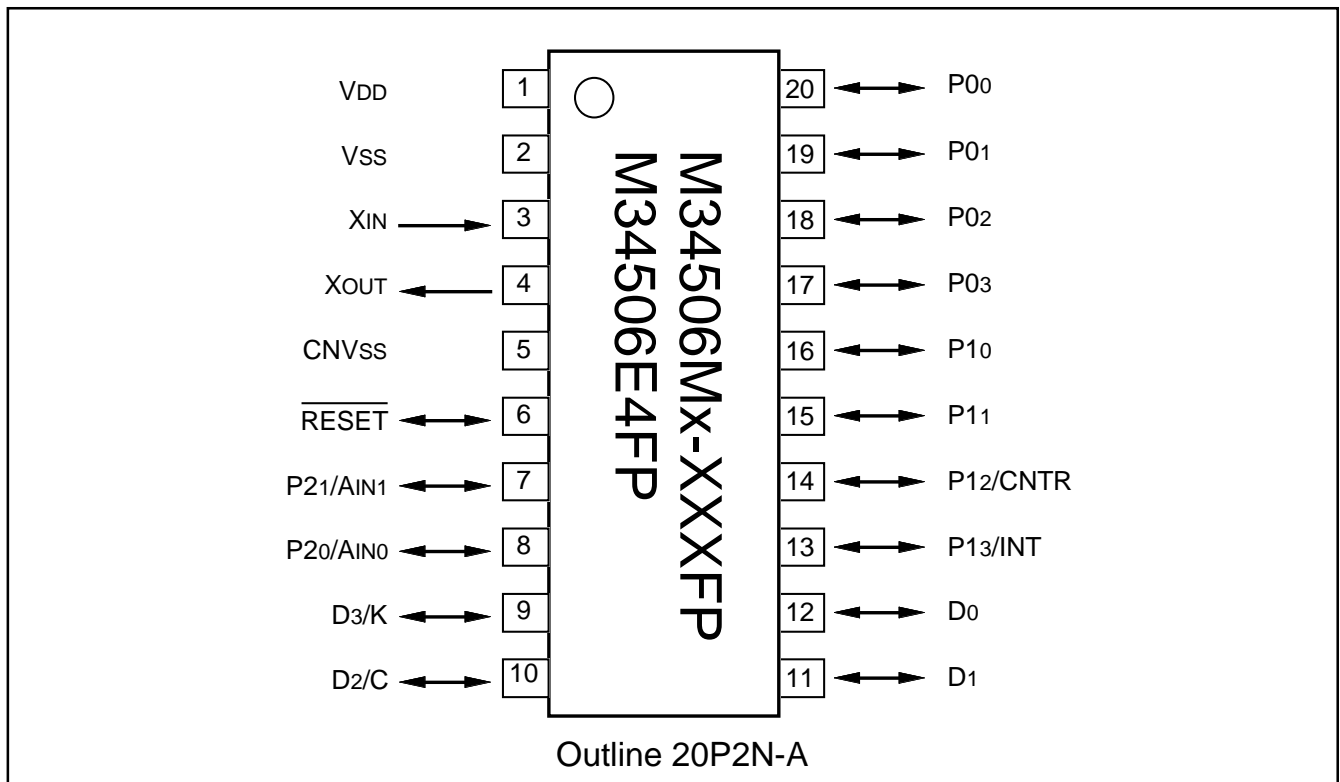 VDD 1 20 P00
VSS 2 19 P01
XIN 3 18 P02
XOUT 4 17 P03
CNVSS 5 16 P10
RESET 6 15 P11
P21/AIN1 7 14 P12/CNTR
P20/AIN0 8 13 P13/INT
D3/K 9 12 D0
D2/C 10 11 D1
M34506Mx-XXXFP
M34506E4FP
Outline 20P2N-A